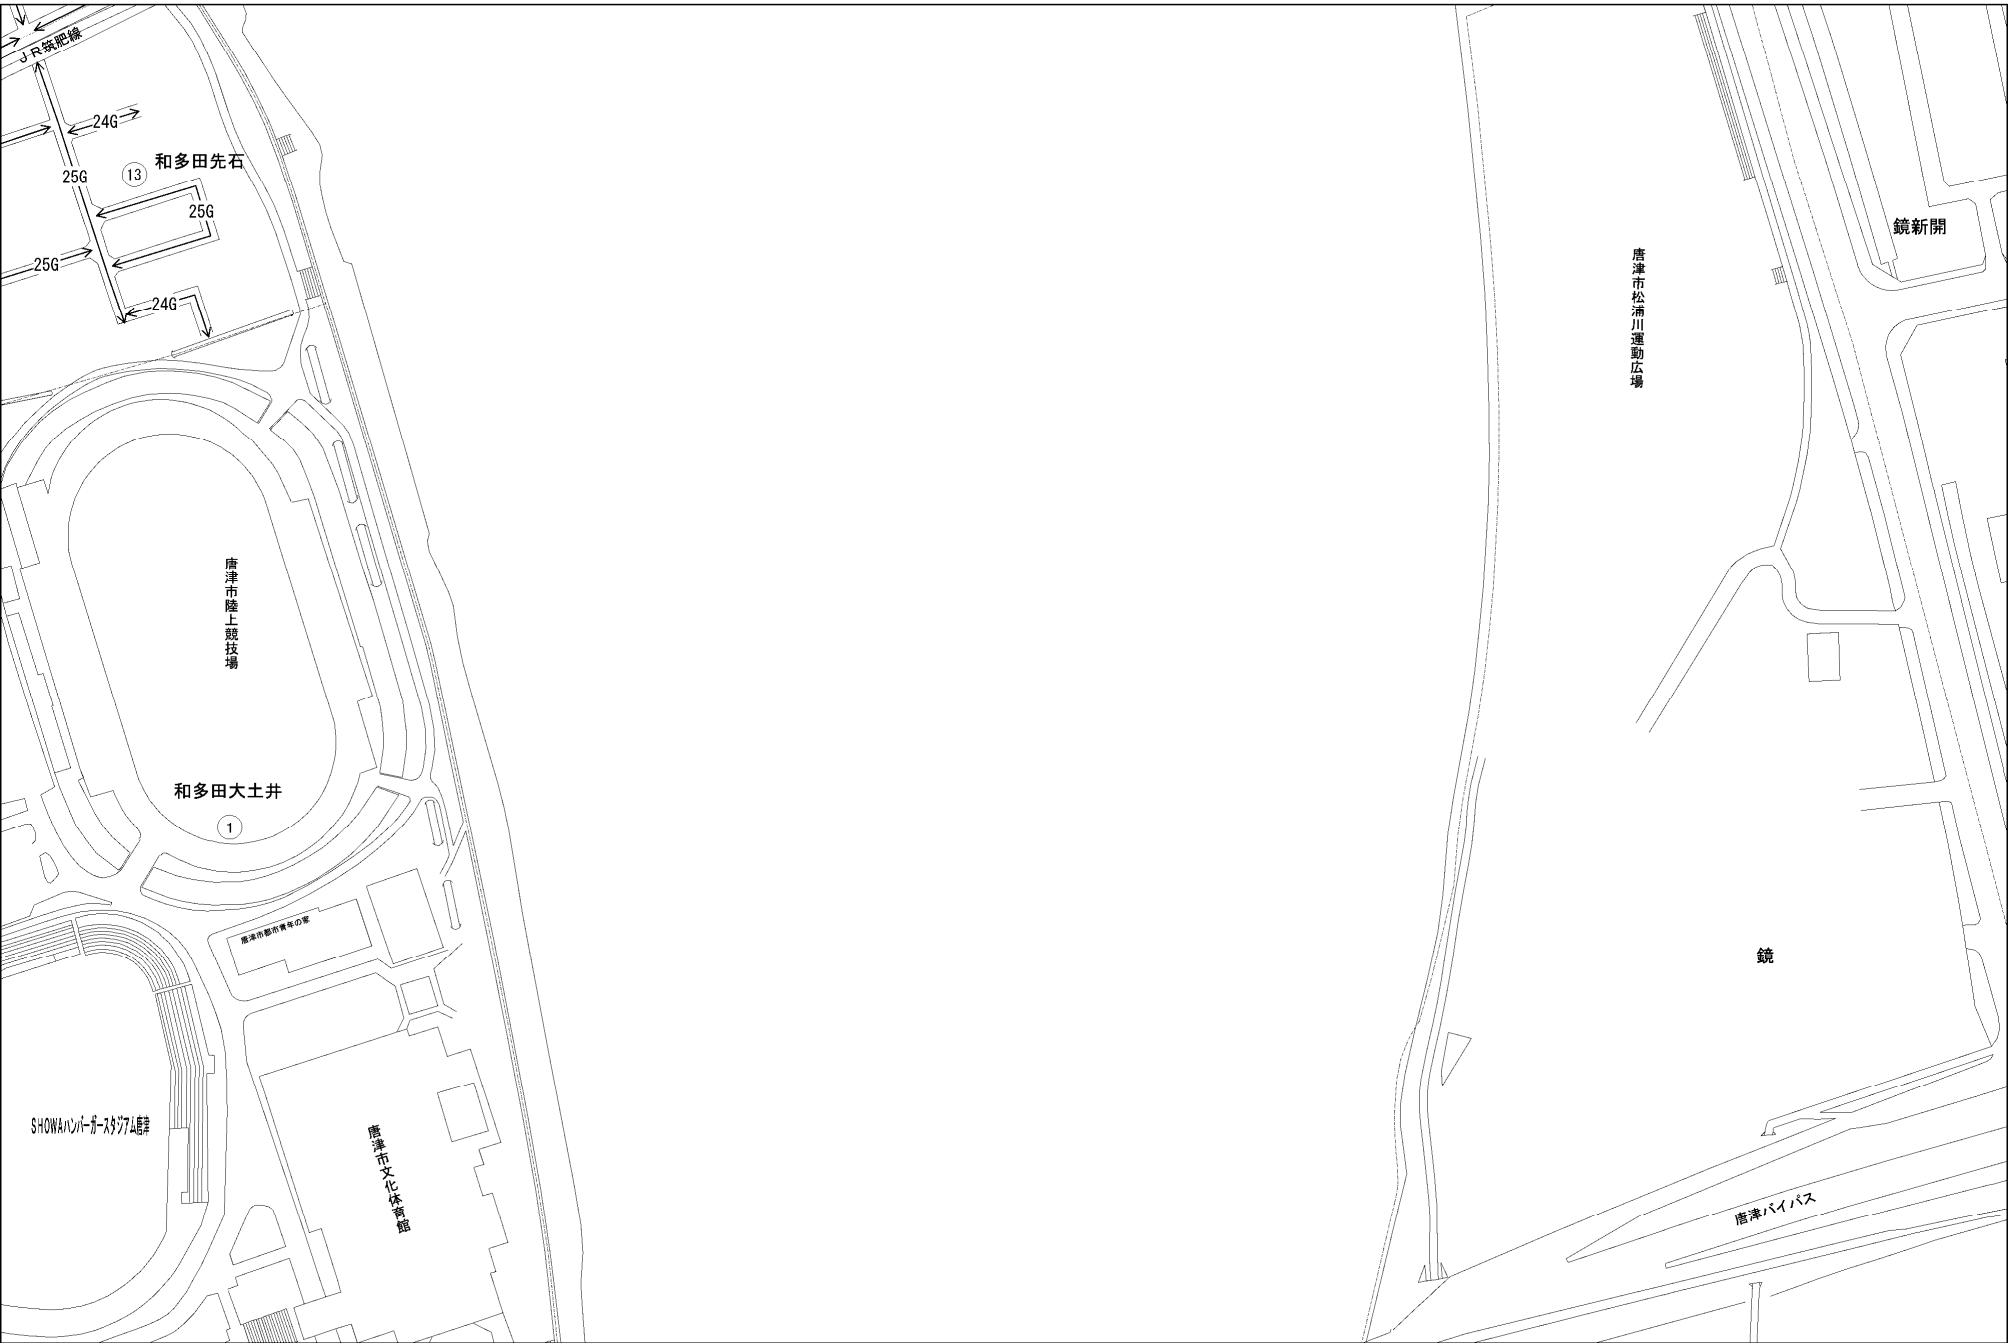 JR筑肥線
24G
和多田先石
13
25G
25G
25G
24G
鏡新開
唐津市松浦川運動広場
唐津市陸上競技場
和多田大土井
1
唐津市都市青年の家
鏡
SHOWAハンバーガースタジアム唐津
唐津市文化体育館
唐津バイパス